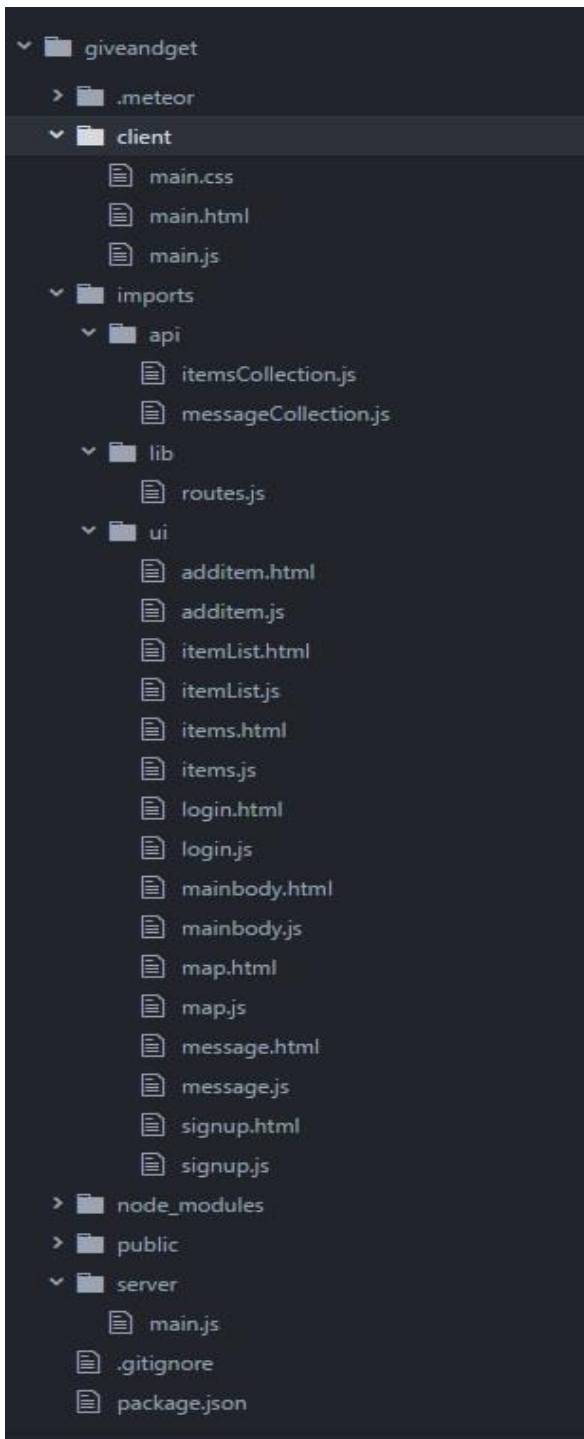 giveandget
.meteor
client
main.css
main.html
main.js
imports
api
itemsCollection.js
messageCollection.js
lib
routes.js
ui
additem.html
additem.js
itemList.html
itemList.js
items.html
items.js
login.html
login.js
mainbody.html
mainbody.js
map.html
map.js
message.html
message.js
signup.html
signup.js
node_modules
public
server
main.js
.gitignore
package.json